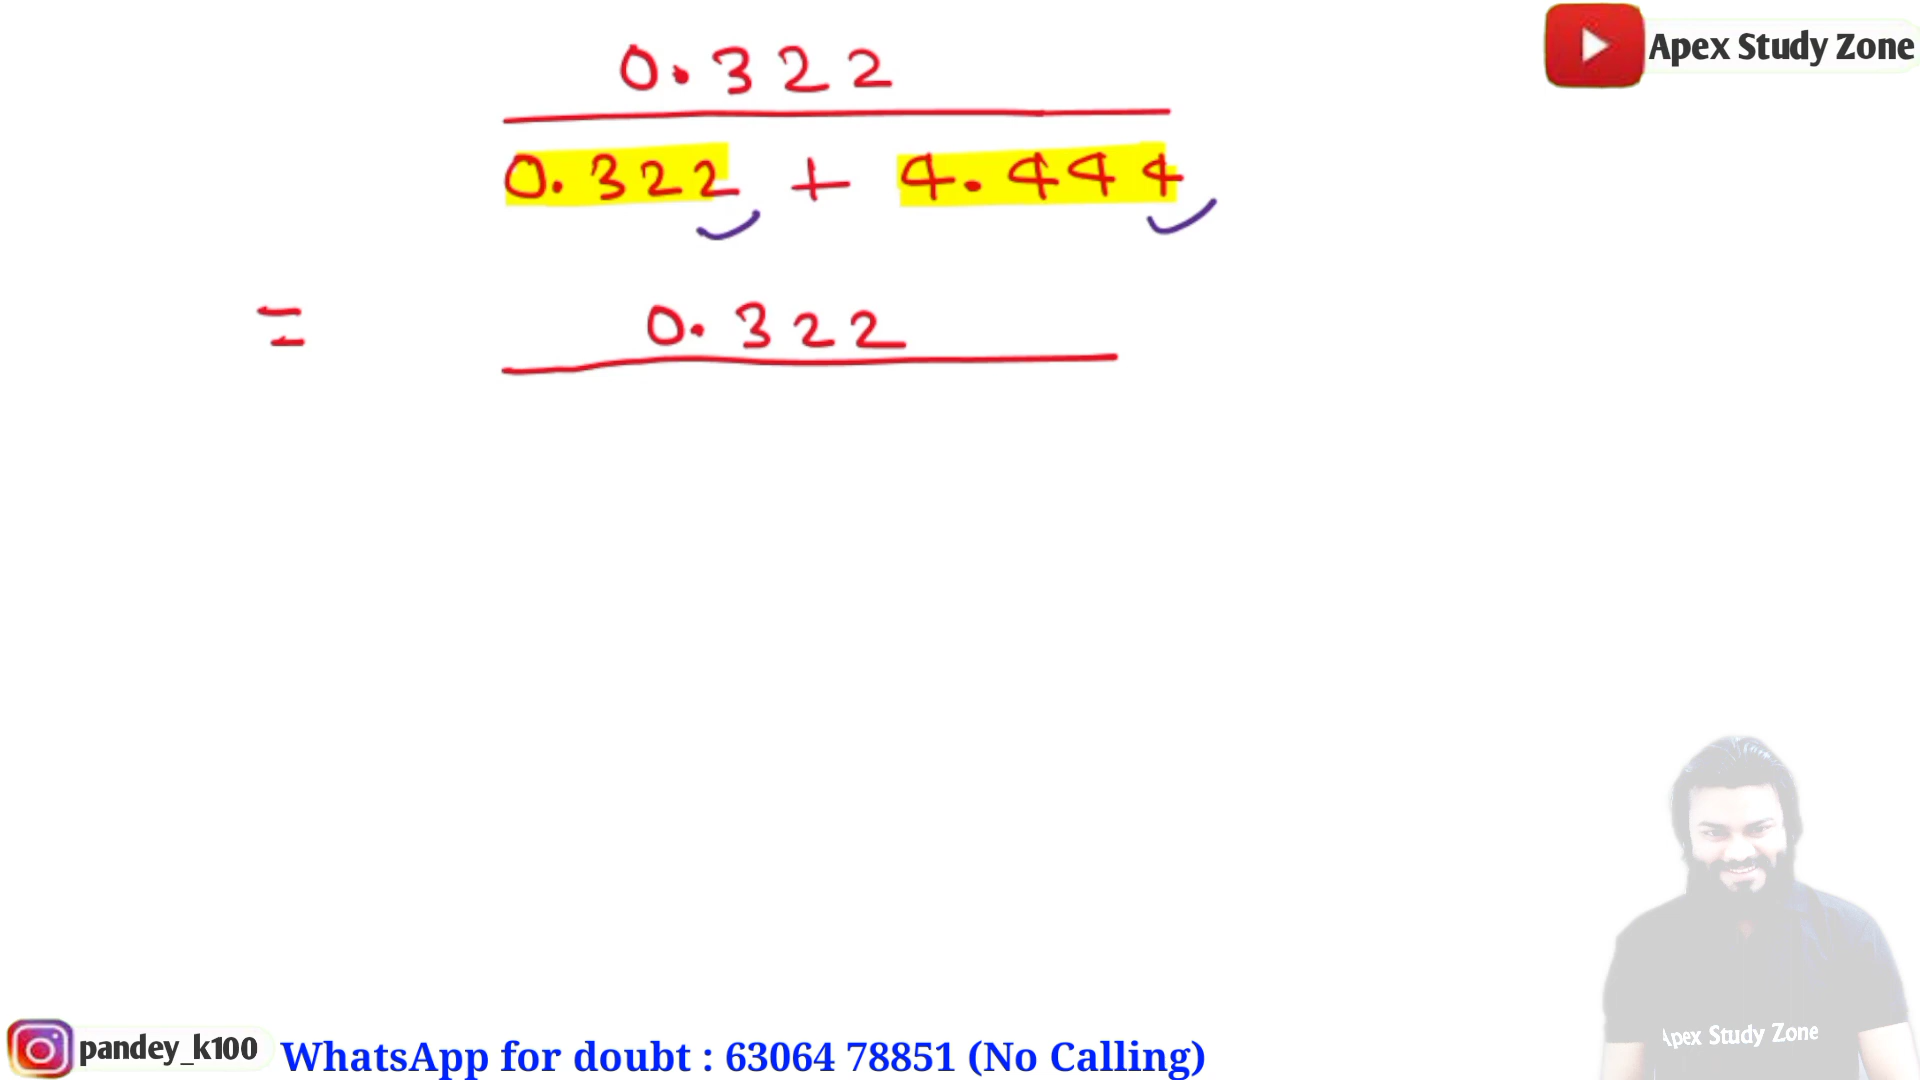 0.322
Apex Study Zone
0.322 + 4.444
= 0.322
Apex Study Zone
pandey_k100
WhatsApp for doubt : 63064 78851 (No Calling)